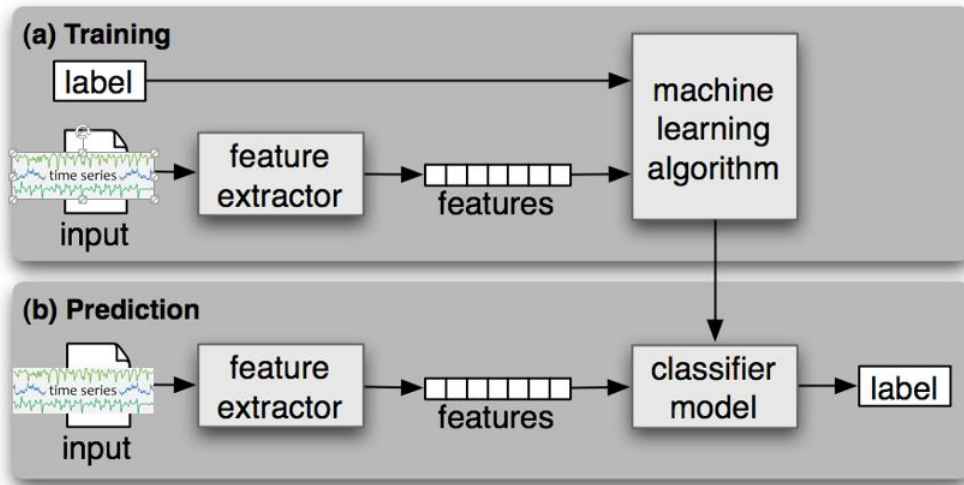 (a) Training
label
machine
learning
algorithm
time series
feature
extractor
features
input
(b) Prediction
time series
feature
extractor
features
classifier
model
label
input